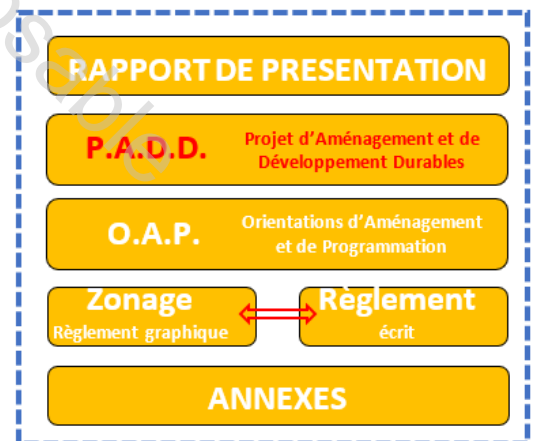 RAPPORT DE PRESENTATION
P.A.D.D.
Projet d'Aménagement et de
Développement Durables
O.A.P.
Orientations d'Aménagement
et de Programmation
Zonage
Règlement graphique
Règlement
écrit
ANNEXES